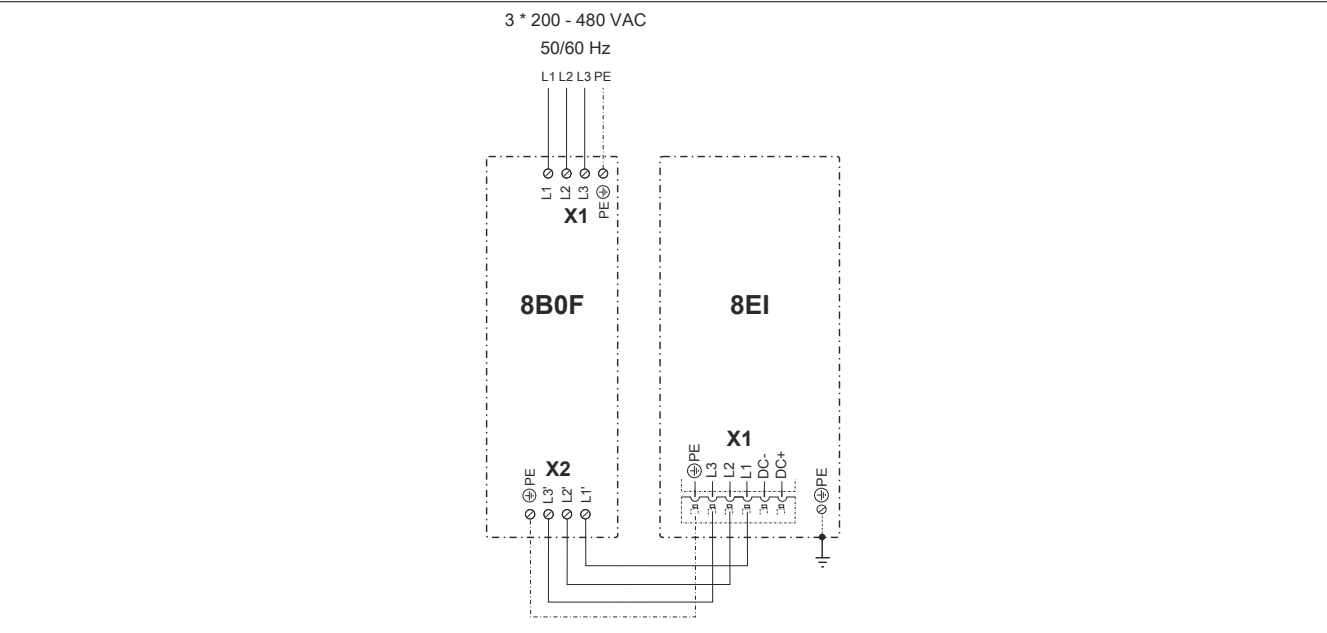 3 * 200 - 480 VAC
50/60 Hz
L1 L2 L3 PE
L1 L2 L3 PE
X1
8B0F
8EI
X1
PE L3 L2 L1 DC- DC+
PE
X2
PE L3' L2' L1'